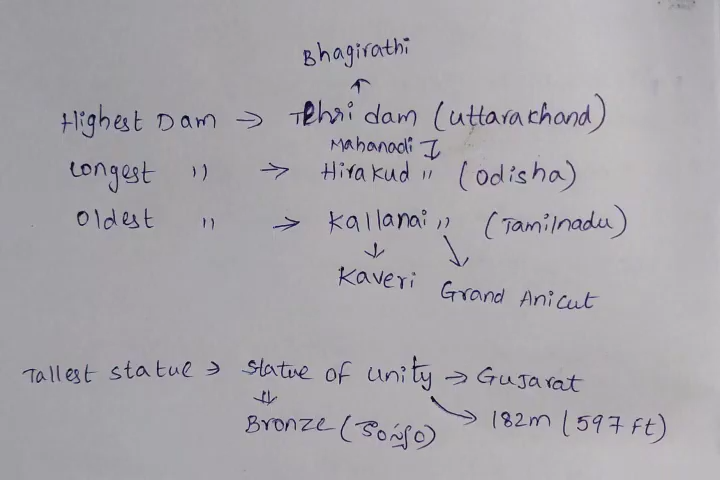 Bhagirathi
↑
Highest Dam → Tehri dam (Uttarakhand)
Mahanadi ↓
Longest " → Hirakud " (Odisha)
Oldest " → Kallanai " (Tamilnadu)
↓ ↘
Kaveri Grand Anicut
Tallest statue → Statue of unity → Gujarat
⇓ ↘
Bronze (కాంస్యం) 182m (597 ft)